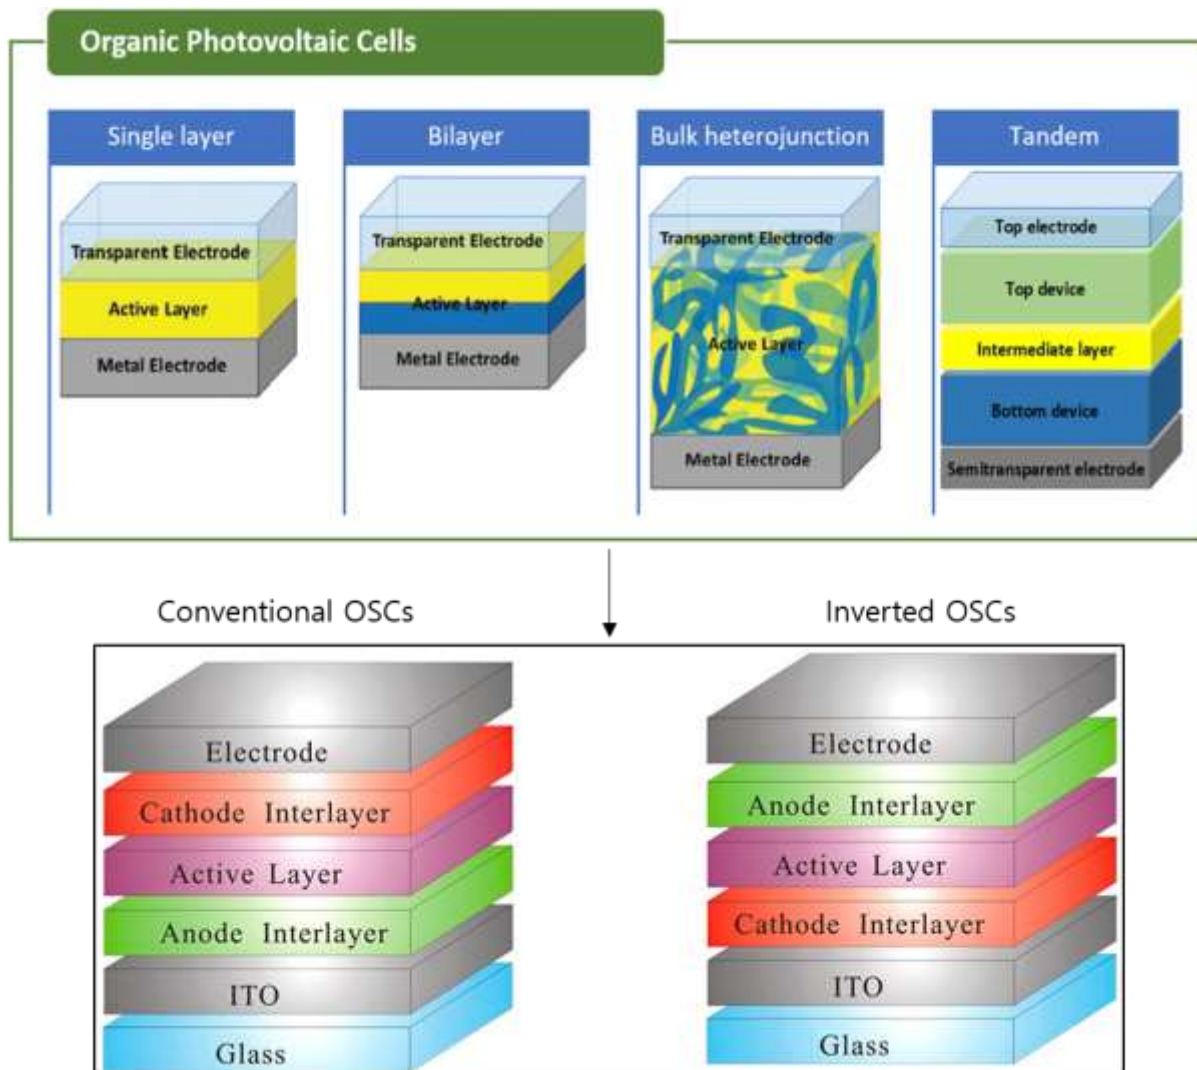 Organic Photovoltaic Cells
Single layer
Transparent Electrode
Active Layer
Metal Electrode
Bilayer
Transparent Electrode
Active Layer
Metal Electrode
Bulk heterojunction
Transparent Electrode
Active Layer
Metal Electrode
Tandem
Top electrode
Top device
Intermediate layer
Bottom device
Semitransparent electrode
Conventional OSCs
Electrode
Cathode Interlayer
Active Layer
Anode Interlayer
ITO
Glass
Inverted OSCs
Electrode
Anode Interlayer
Active Layer
Cathode Interlayer
ITO
Glass